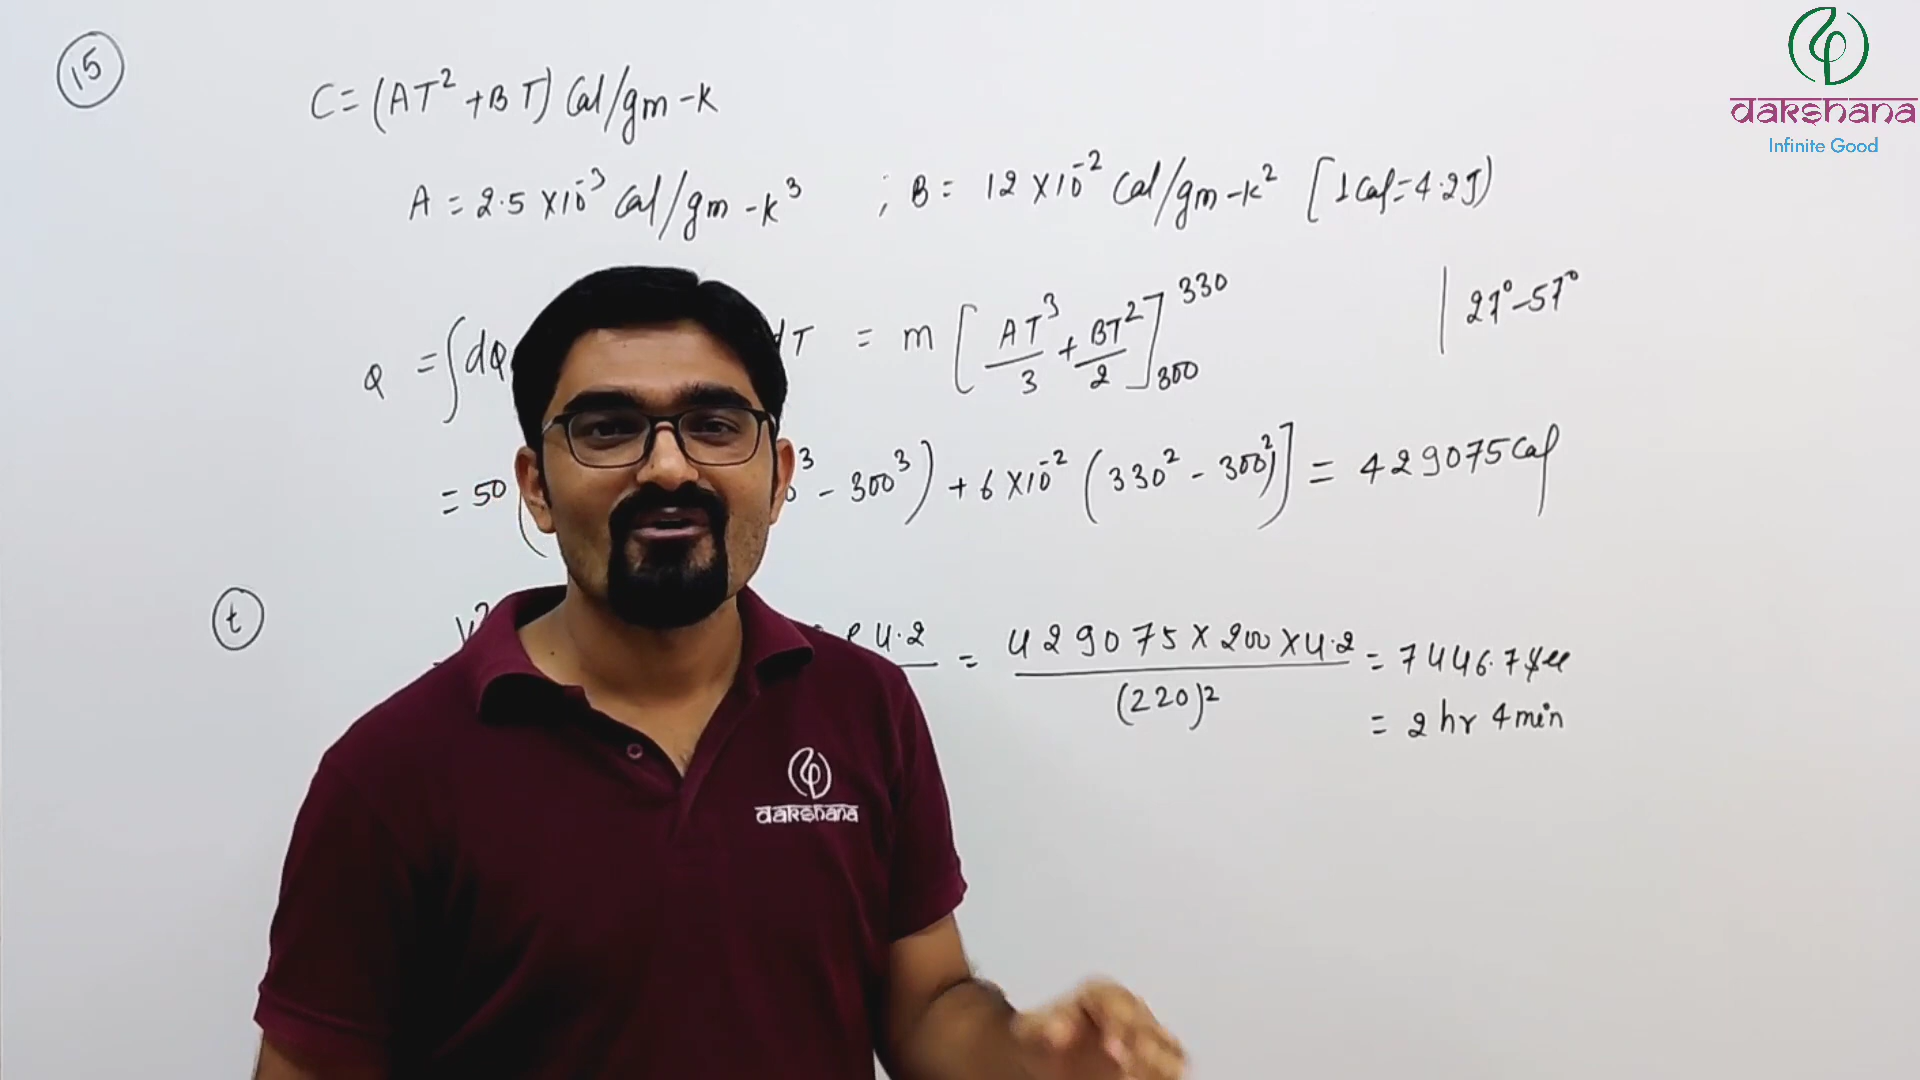 15
C = (AT² + BT) Cal/gm-K
A = 2.5 × 10⁻³ Cal/gm-K³ ; B = 12 × 10⁻² Cal/gm-K² [1 Cal = 4.2 J)
Q = ∫dQ dT = m [AT³/3 + BT²/2]₃₀₀³³⁰ | 27° - 57°
= 50 ( ³ - 300³) + 6 × 10⁻² (330² - 300²)] = 429075 Cal
t V² 4.2 = 429075 × 200 × 4.2/(220)² = 7446.7 sec
= 2 hr 4 min
dakshana
dakshana
Infinite Good